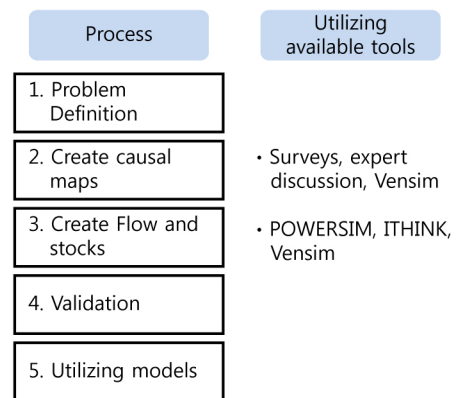 Process
Utilizing
available tools
1. Problem
Definition
2. Create causal
maps
• Surveys, expert
discussion, Vensim
3. Create Flow and
stocks
• POWERSIM, ITHINK,
Vensim
4. Validation
5. Utilizing models